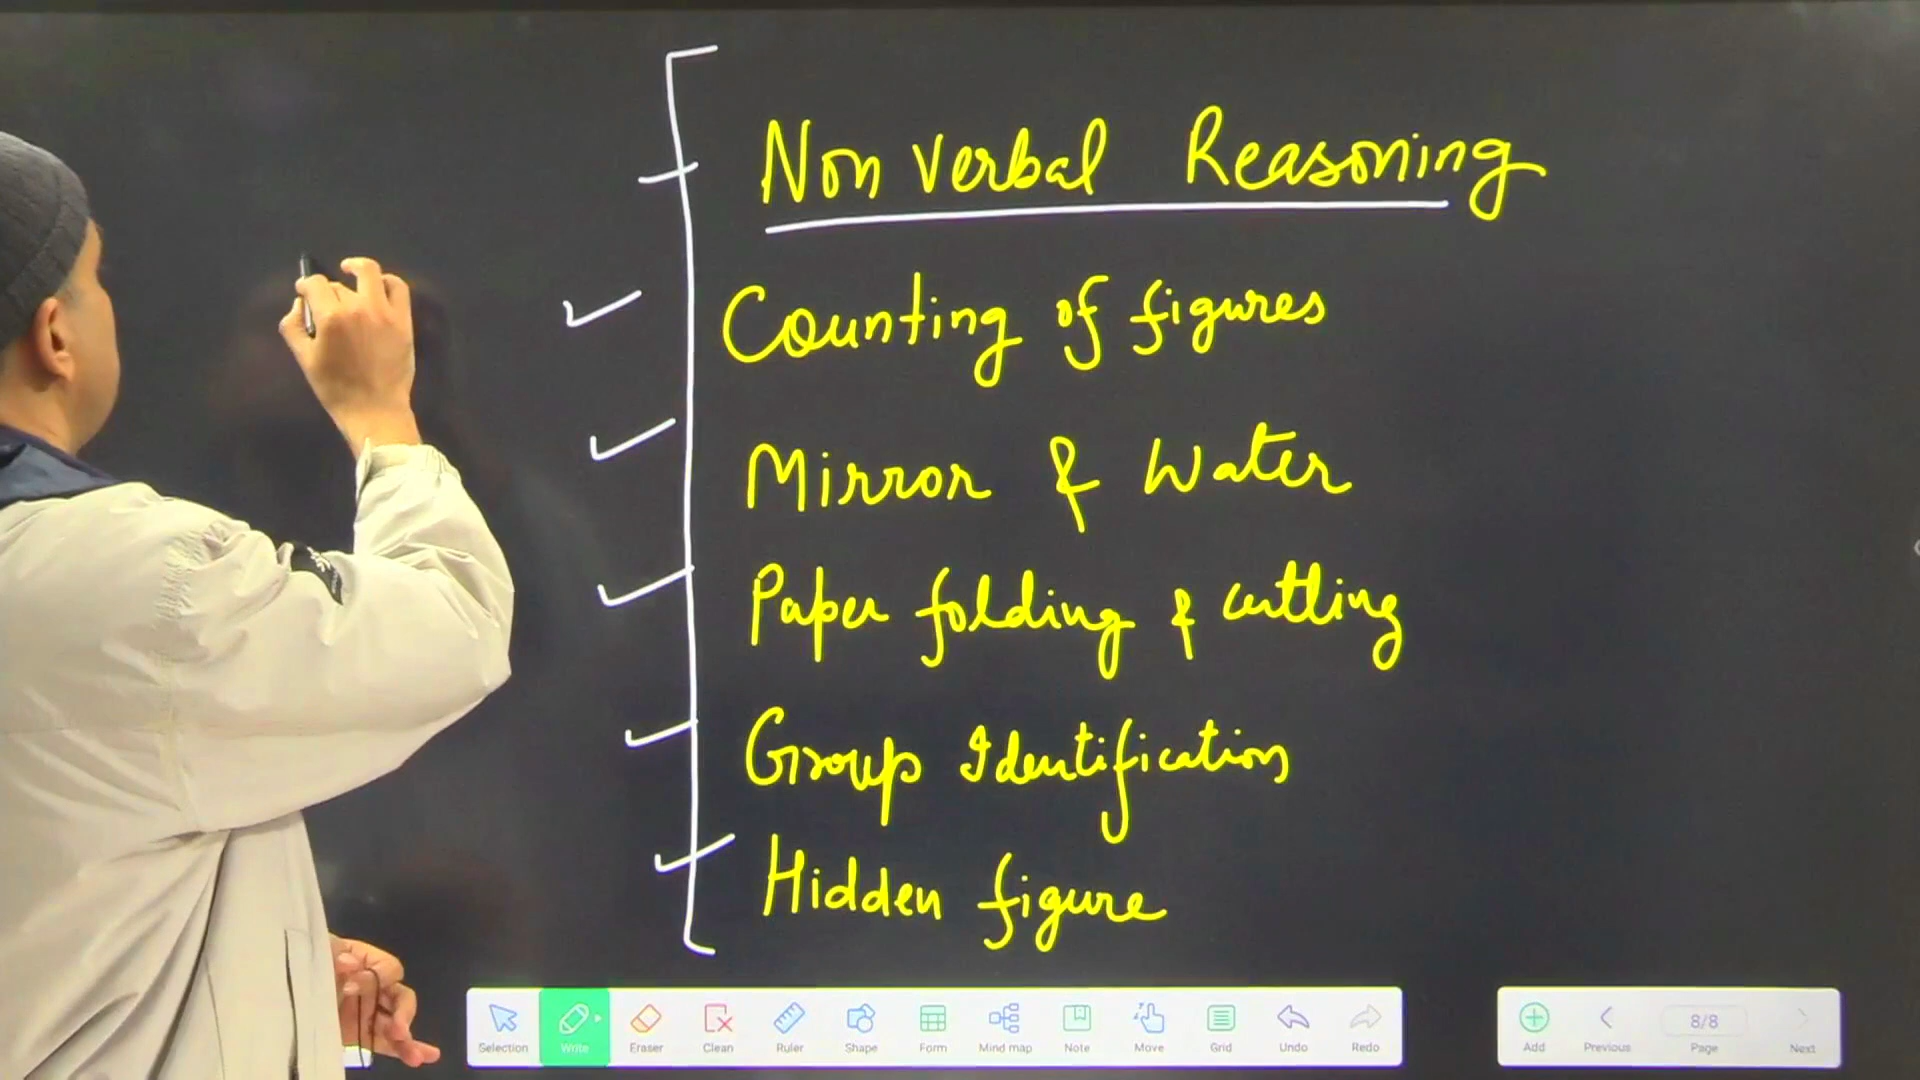 Non Verbal Reasoning
Counting of figures
Mirror & Water
Paper folding & cutting
Group Identification
Hidden figure
Selection Write Eraser Clean Ruler Shape Form Mind map Note Move Grid Undo Redo
Add Previous 8/8 Page Next